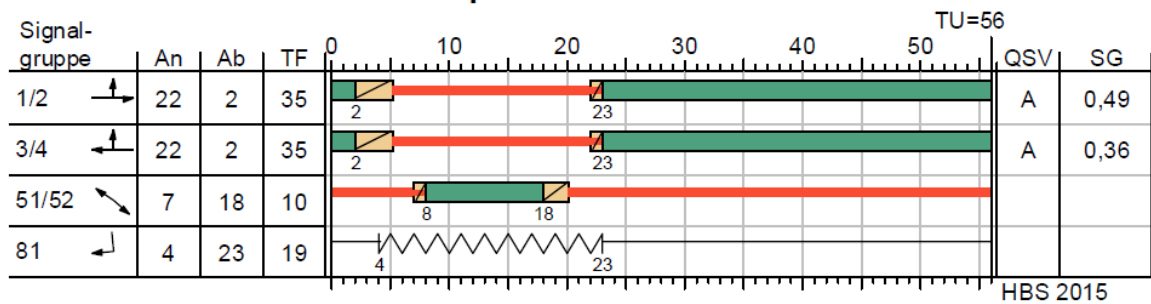 TU=56
Signal-
gruppe An Ab TF 0 10 20 30 40 50 QSV SG
1/2 22 2 35 2 23 A 0,49
3/4 22 2 35 2 23 A 0,36
51/52 7 18 10 8 18
81 4 23 19 4 23
HBS 2015